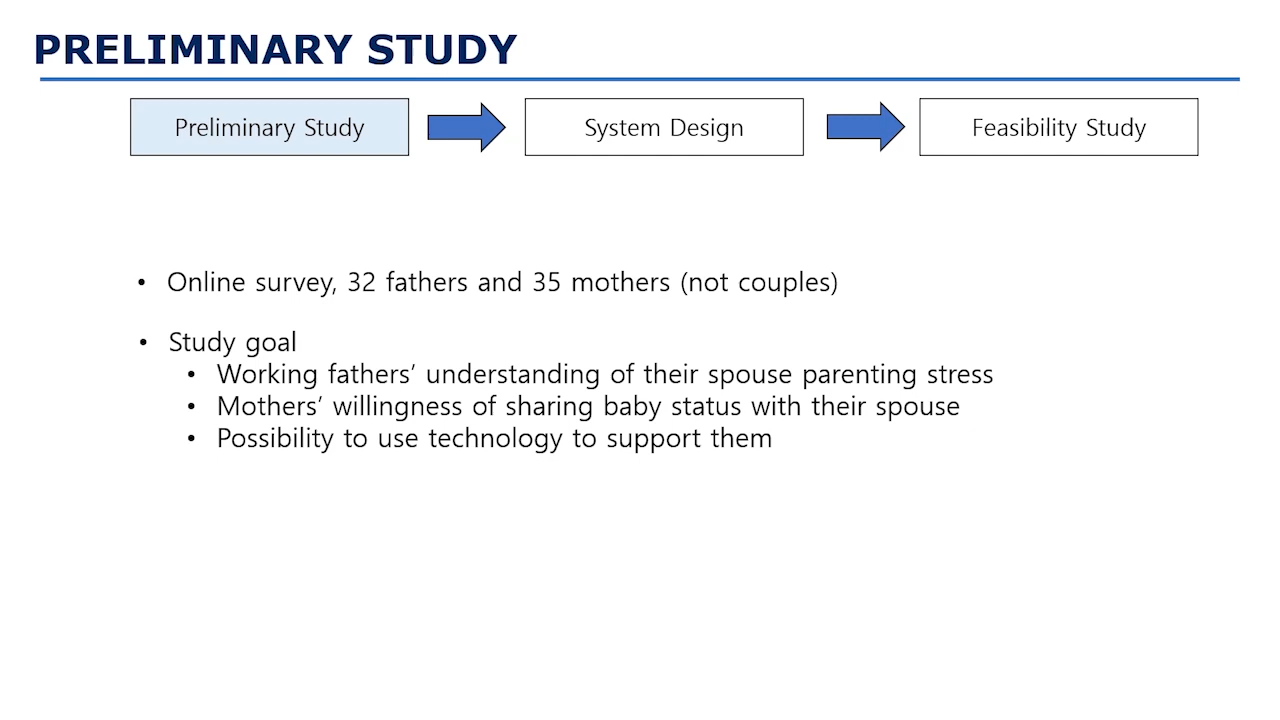 PRELIMINARY STUDY
Preliminary Study
System Design
Feasibility Study
• Online survey, 32 fathers and 35 mothers (not couples)
• Study goal
• Working fathers’ understanding of their spouse parenting stress
• Mothers’ willingness of sharing baby status with their spouse
• Possibility to use technology to support them